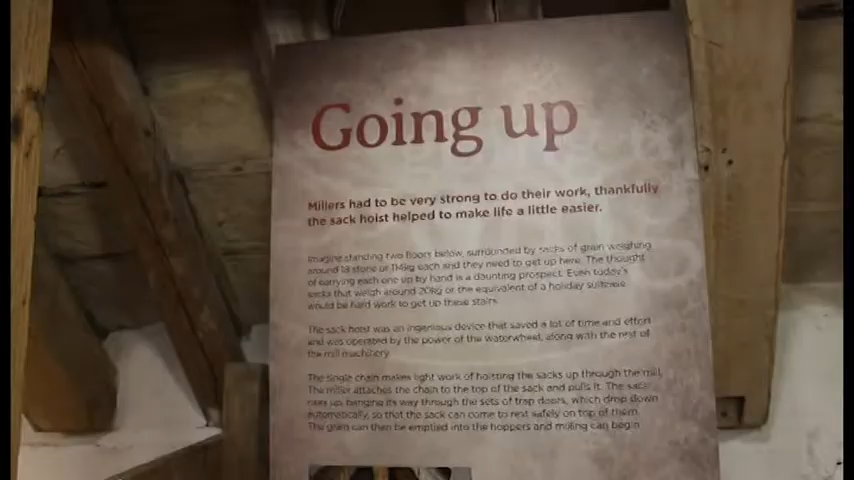 Going up
Millers had to be very strong to do their work, thankfully
the sack hoist helped to make life a little easier.
Imagine standing two floors below, surrounded by sacks of grain weighing
around 18 stone or 114kg each and they need to get up here. The thought
of carrying each one up by hand is a daunting prospect. Even today's
sacks that weigh around 20kg or the equivalent of a holiday suitcase
would be hard work to get up these stairs.
The sack hoist was an ingenious device that saved a lot of time and effort
and was operated by the power of the waterwheel, along with the rest of
the mill machinery.
The single chain makes light work of hoisting the sacks up through the mill.
The miller attaches the chain to the top of the sack and pulls it. The sack
rises up, banging its way through the sets of trap doors, which drop down
automatically, so that the sack can come to rest safely on top of them.
The grain can then be emptied into the hoppers and milling can begin.